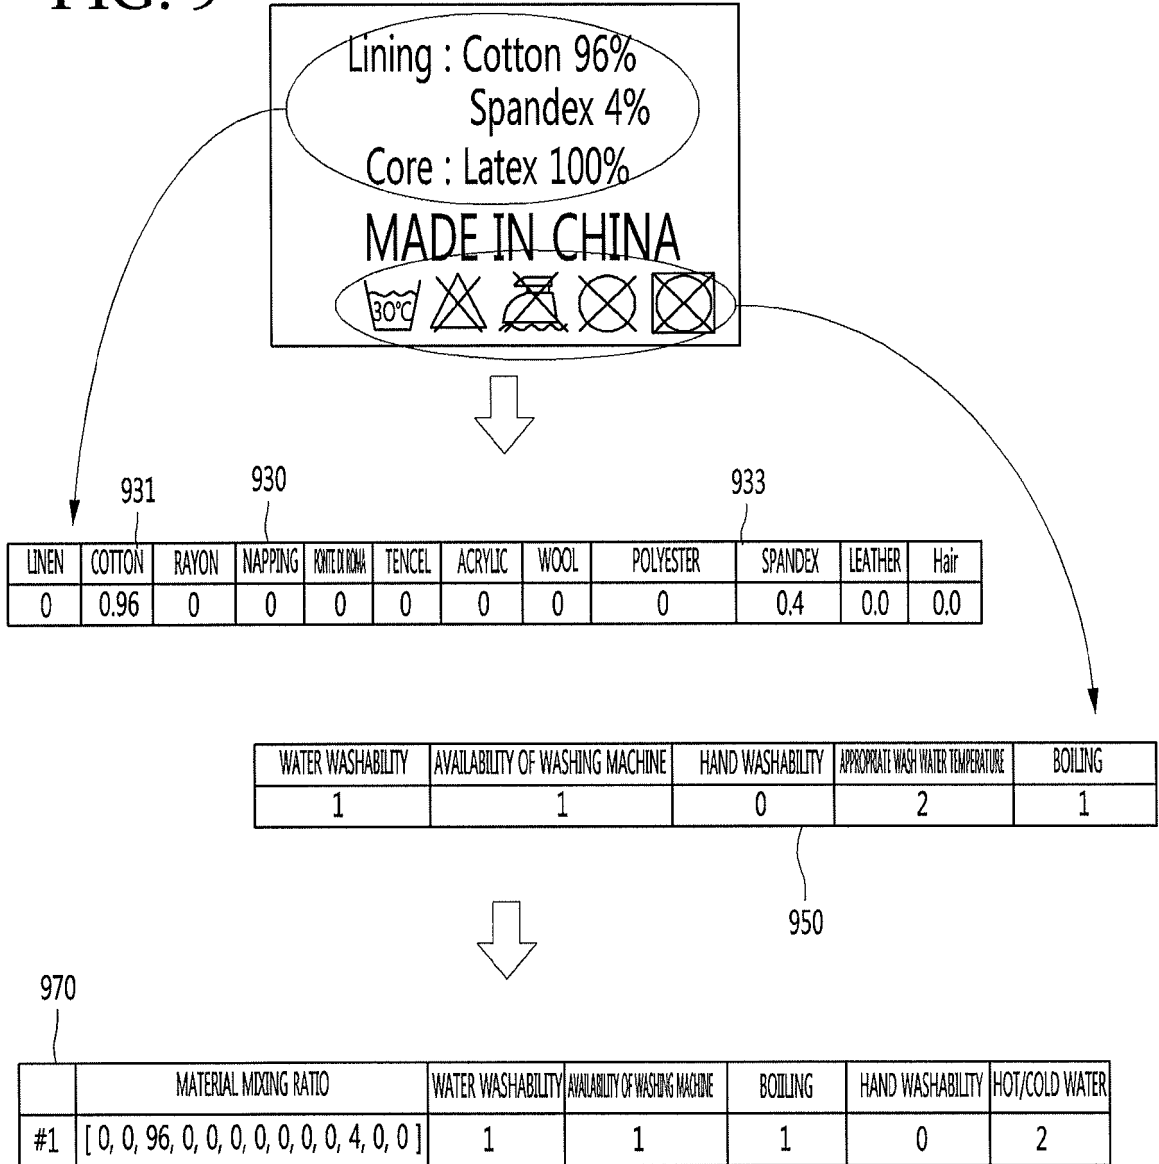 FIG. 9
Lining : Cotton 96%
Spandex 4%
Core : Latex 100%
MADE IN CHINA
30℃
931
930
933
LINEN COTTON RAYON NAPPING PONTE DI ROMA TENCEL ACRYLIC WOOL POLYESTER SPANDEX LEATHER Hair
0 0.96 0 0 0 0 0 0 0 0.4 0.0 0.0
WATER WASHABILITY AVAILABILITY OF WASHING MACHINE HAND WASHABILITY APPROPRIATE WASH WATER TEMPERATURE BOILING
1 1 0 2 1
950
970
MATERIAL MIXING RATIO WATER WASHABILITY AVAILABILITY OF WASHING MACHINE BOILING HAND WASHABILITY HOT/COLD WATER
#1 [ 0, 0, 96, 0, 0, 0, 0, 0, 0, 0, 4, 0, 0 ] 1 1 1 0 2